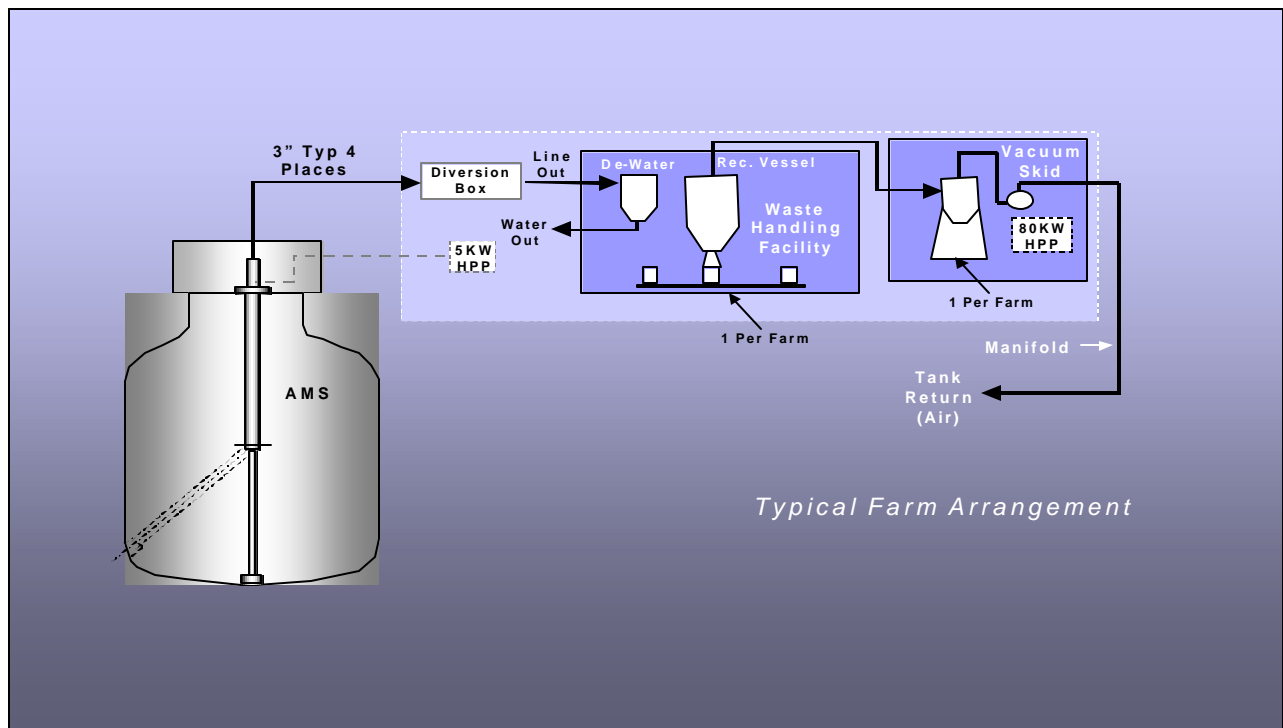 3” Typ 4
Places
Diversion
Box
Line
Out
De-Water
Rec. Vessel
Vacuum
Skid
Water
Out
Waste
Handling
Facility
5KW
HPP
80KW
HPP
1 Per Farm
1 Per Farm
Manifold
Tank
Return
(Air)
AMS
Typical Farm Arrangement